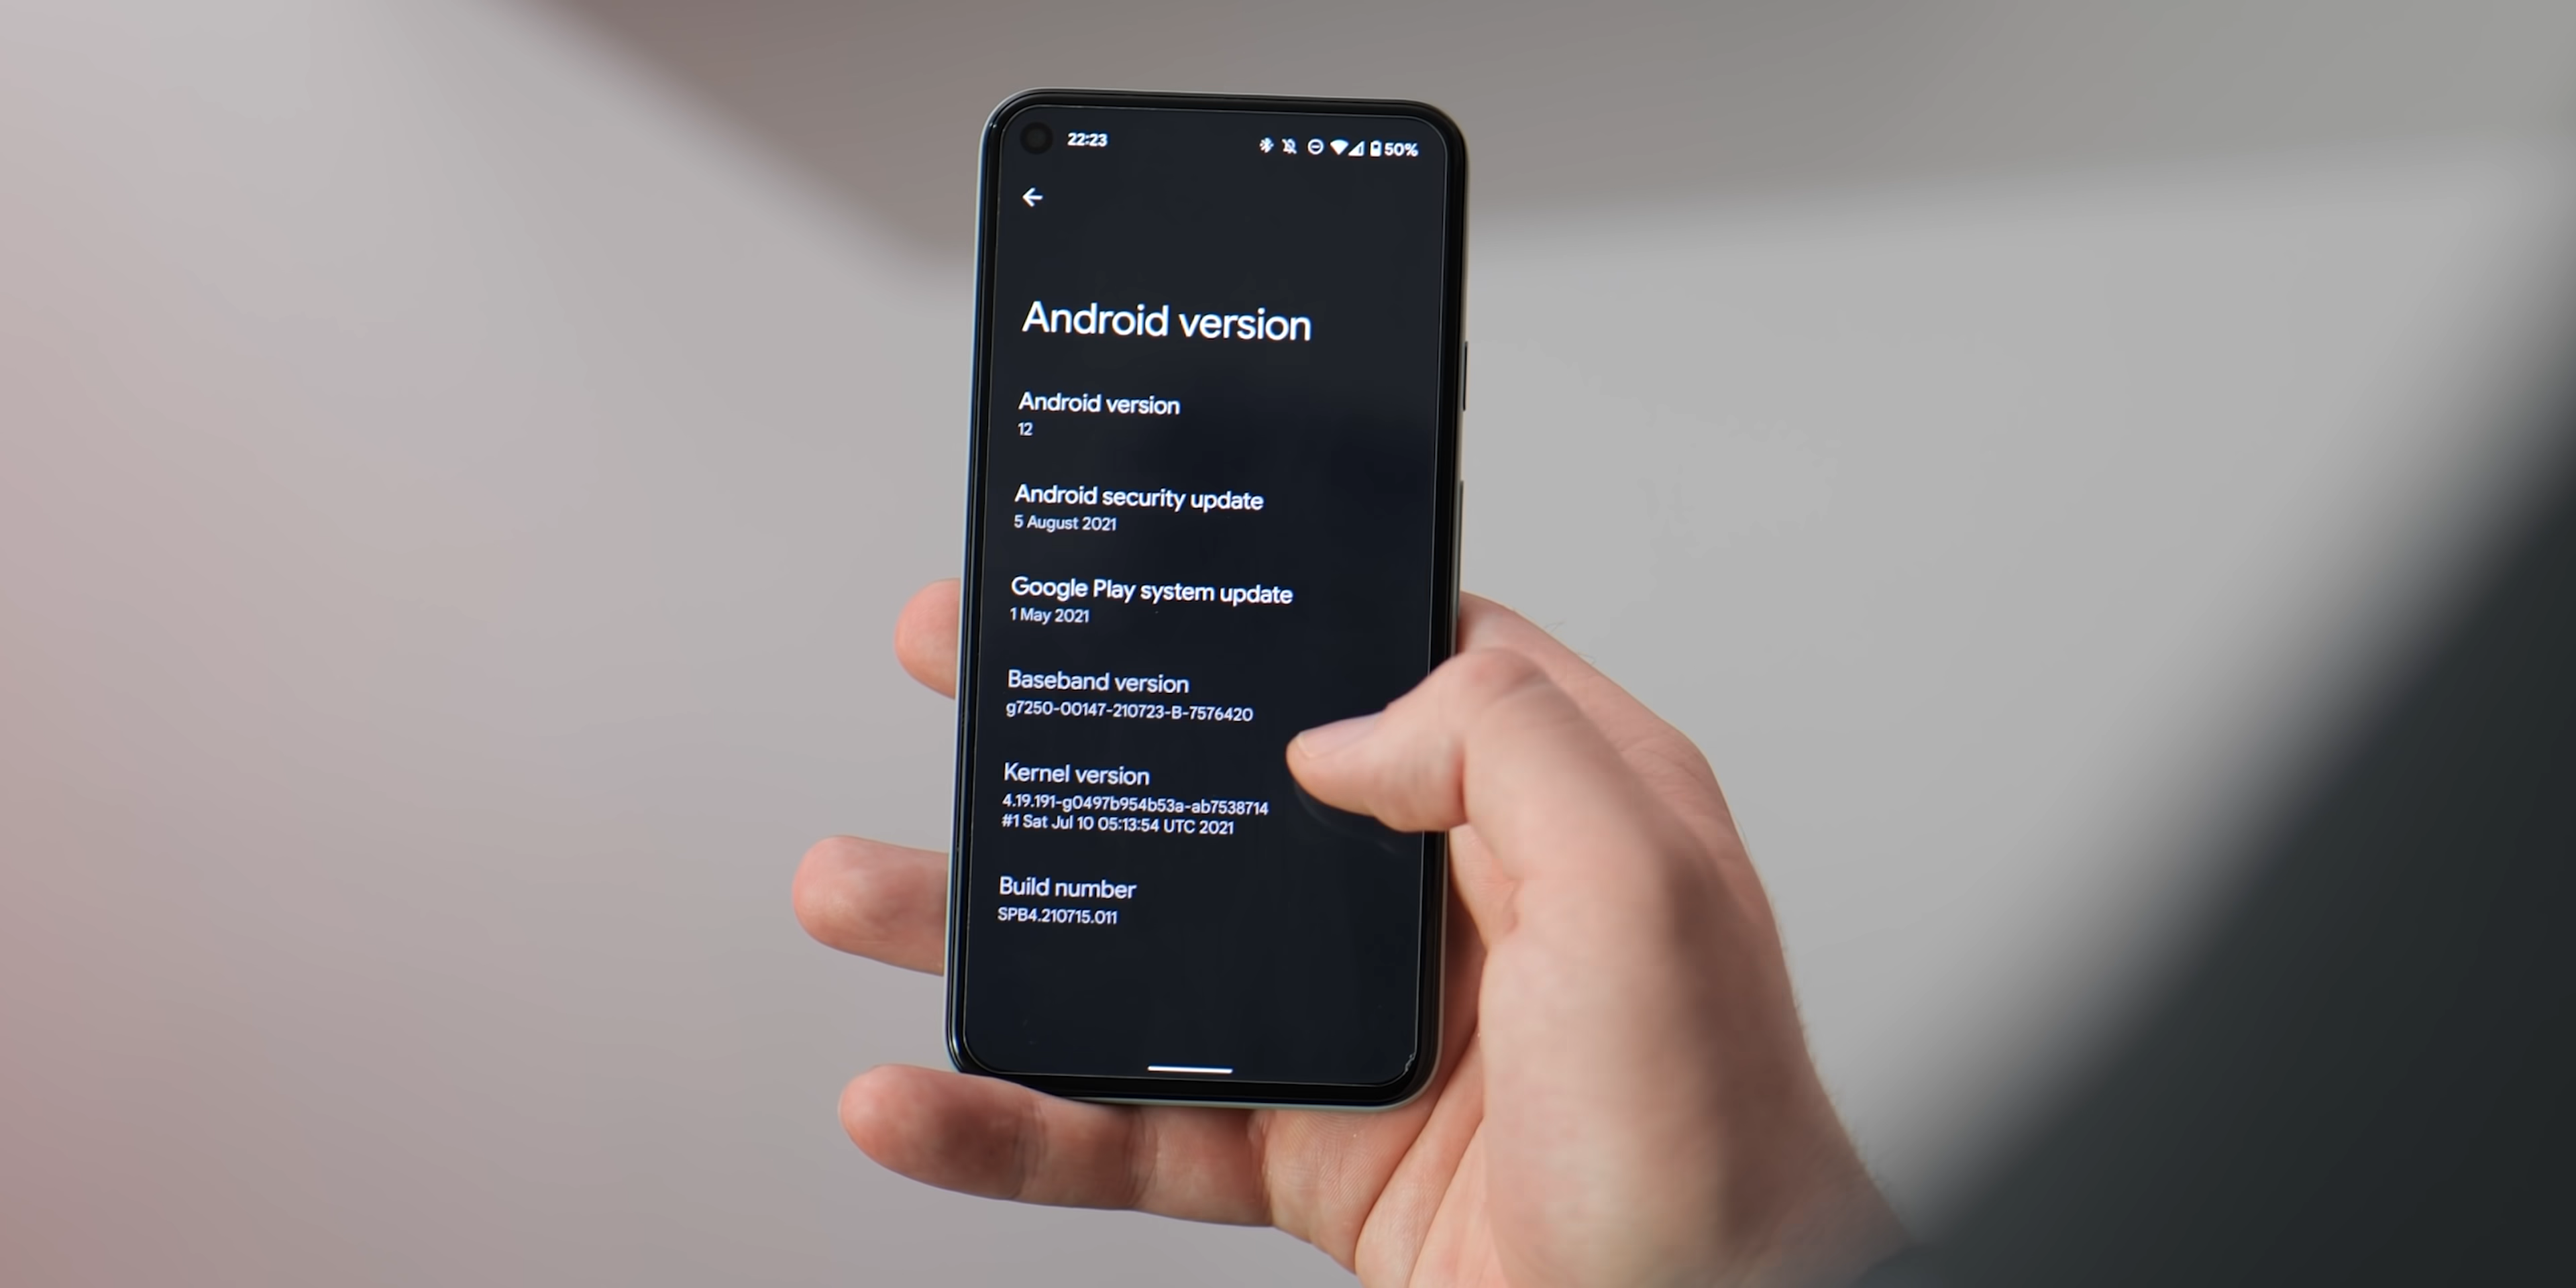 22:23 50%
Android version
Android version
12
Android security update
5 August 2021
Google Play system update
1 May 2021
Baseband version
g7250-00147-210723-B-7576420
Kernel version
4.19.191-g0497b954b53a-ab7538714
#1 Sat Jul 10 05:13:54 UTC 2021
Build number
SPB4.210715.011